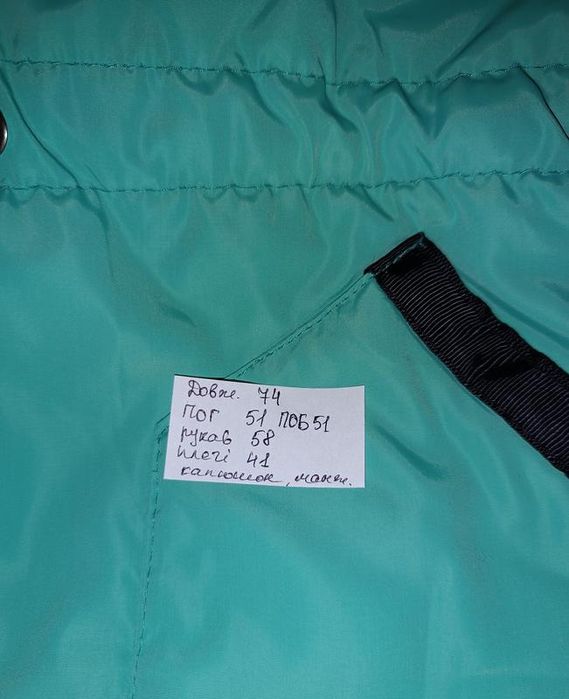 Довж. 74
ПОГ 51 ПОБ 51
рукав 58
плечі 41
капюшон, манж.